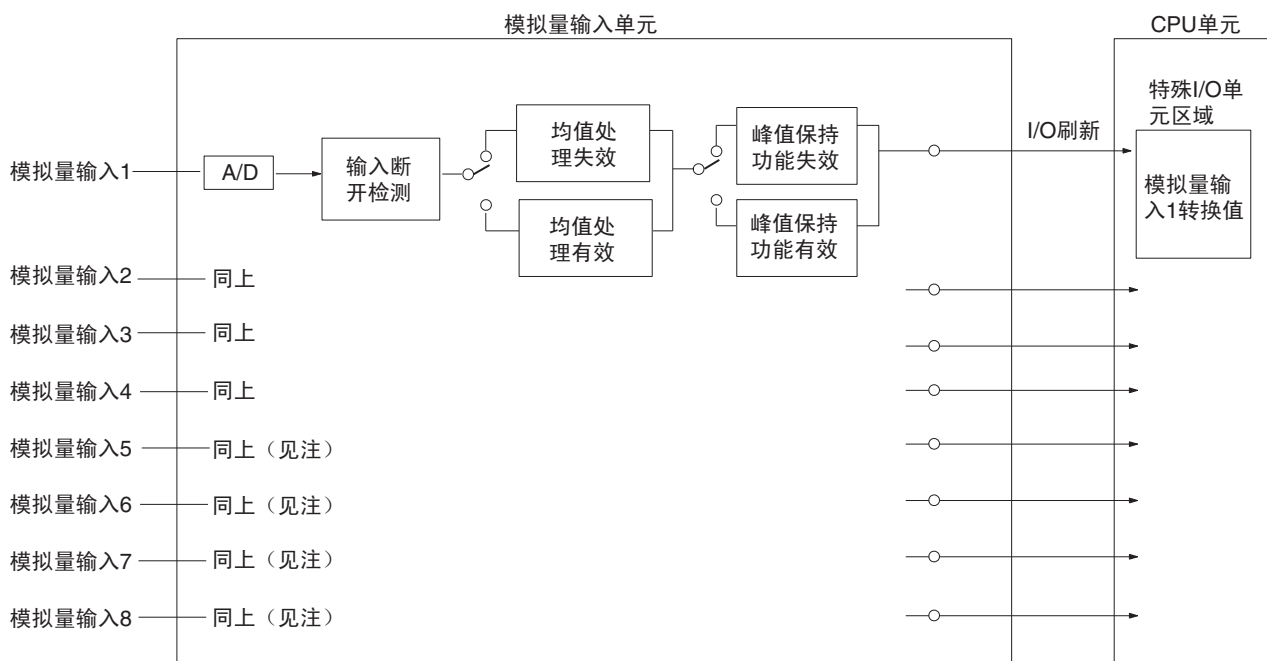 模拟量输入单元
CPU单元
特殊I/O单
元区域
I/O刷新
模拟量输入1
A/D
输入断
开检测
均值处
理失效
均值处
理有效
峰值保持
功能失效
峰值保持
功能有效
模拟量输
入1转换值
模拟量输入2
同上
模拟量输入3
同上
模拟量输入4
同上
模拟量输入5
同上（见注）
模拟量输入6
同上（见注）
模拟量输入7
同上（见注）
模拟量输入8
同上（见注）